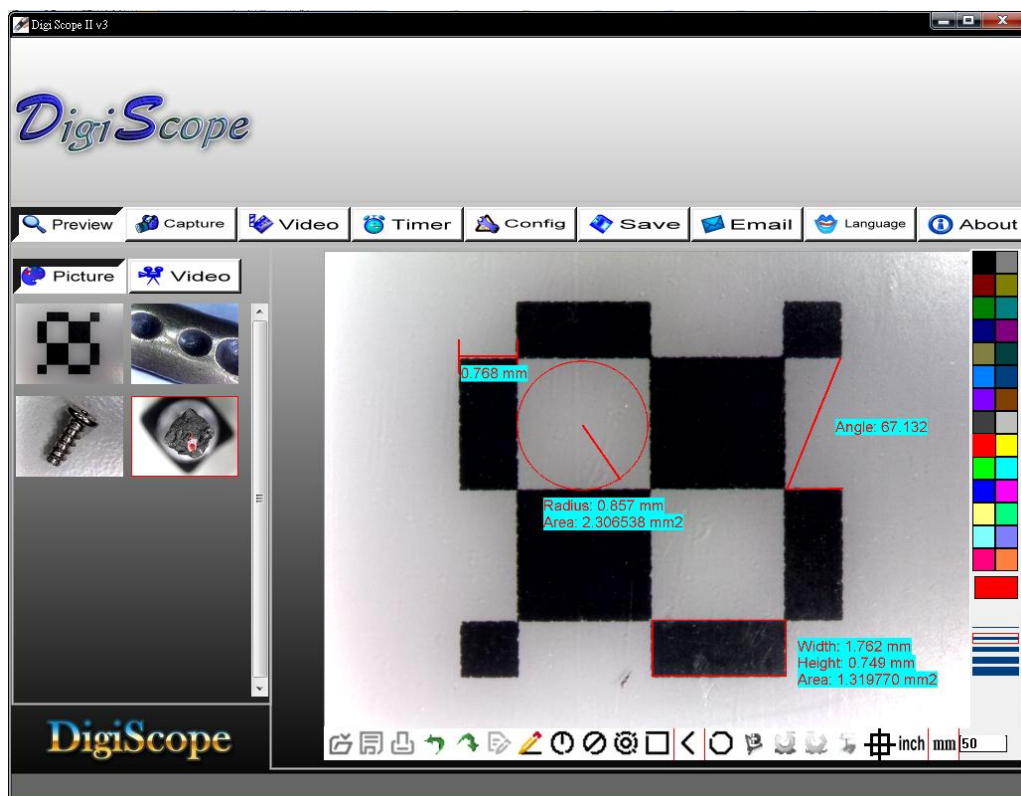 DigiScope II v3
DigiScope
Preview
Capture
Video
Timer
Config
Save
Email
Language
About
Picture
Video
0.768 mm
Angle: 67.132
Radius: 0.857 mm
Area: 2.306538 mm2
Width: 1.762 mm
Height: 0.749 mm
Area: 1.319770 mm2
DigiScope
inch mm 50